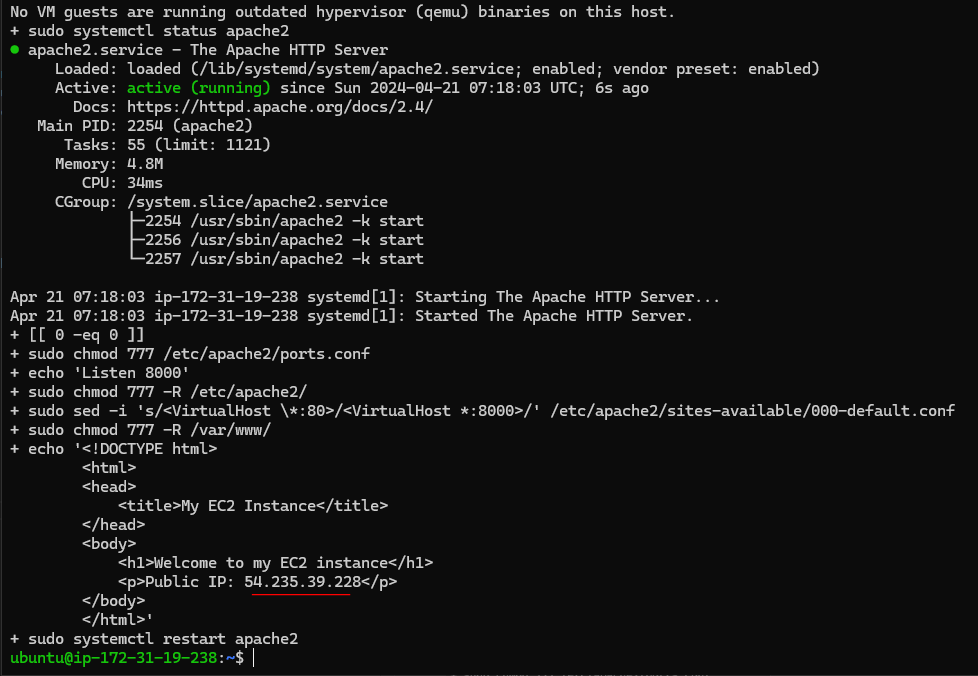 No VM guests are running outdated hypervisor (qemu) binaries on this host.
+ sudo systemctl status apache2
● apache2.service - The Apache HTTP Server
     Loaded: loaded (/lib/systemd/system/apache2.service; enabled; vendor preset: enabled)
     Active: active (running) since Sun 2024-04-21 07:18:03 UTC; 6s ago
       Docs: https://httpd.apache.org/docs/2.4/
   Main PID: 2254 (apache2)
      Tasks: 55 (limit: 1121)
     Memory: 4.8M
        CPU: 34ms
     CGroup: /system.slice/apache2.service
             ├─2254 /usr/sbin/apache2 -k start
             ├─2256 /usr/sbin/apache2 -k start
             └─2257 /usr/sbin/apache2 -k start

Apr 21 07:18:03 ip-172-31-19-238 systemd[1]: Starting The Apache HTTP Server...
Apr 21 07:18:03 ip-172-31-19-238 systemd[1]: Started The Apache HTTP Server.
+ [[ 0 -eq 0 ]]
+ sudo chmod 777 /etc/apache2/ports.conf
+ echo 'Listen 8000'
+ sudo chmod 777 -R /etc/apache2/
+ sudo sed -i 's/<VirtualHost \*:80>/<VirtualHost *:8000>/' /etc/apache2/sites-available/000-default.conf
+ sudo chmod 777 -R /var/www/
+ echo '<!DOCTYPE html>
        <html>
        <head>
            <title>My EC2 Instance</title>
        </head>
        <body>
            <h1>Welcome to my EC2 instance</h1>
            <p>Public IP: 54.235.39.228</p>
        </body>
        </html>'
+ sudo systemctl restart apache2
ubuntu@ip-172-31-19-238:~$